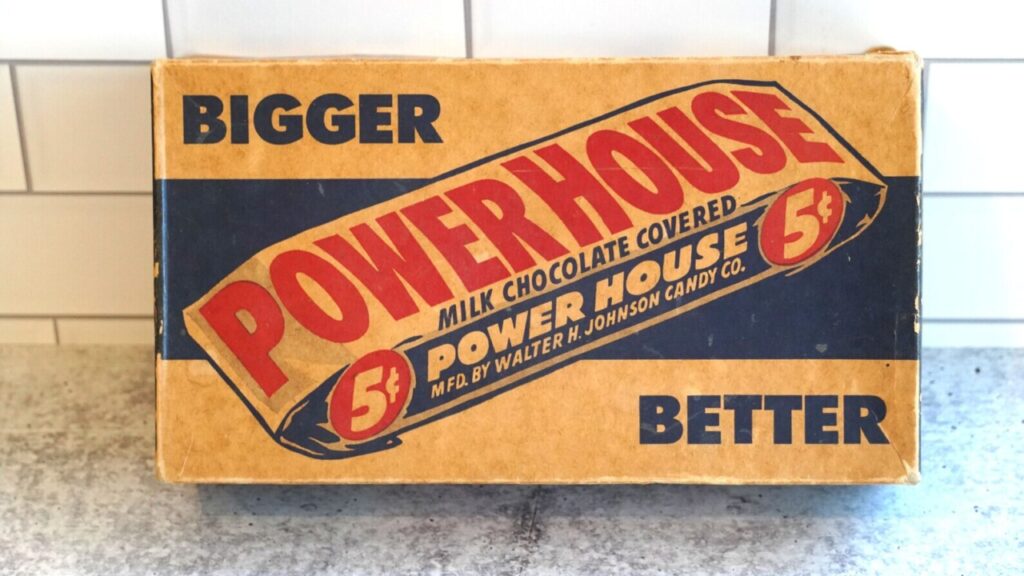 BIGGER
POWER HOUSE
MILK CHOCOLATE COVERED
5¢
POWER HOUSE
5¢
MFD. BY WALTER H. JOHNSON CANDY CO.
BETTER